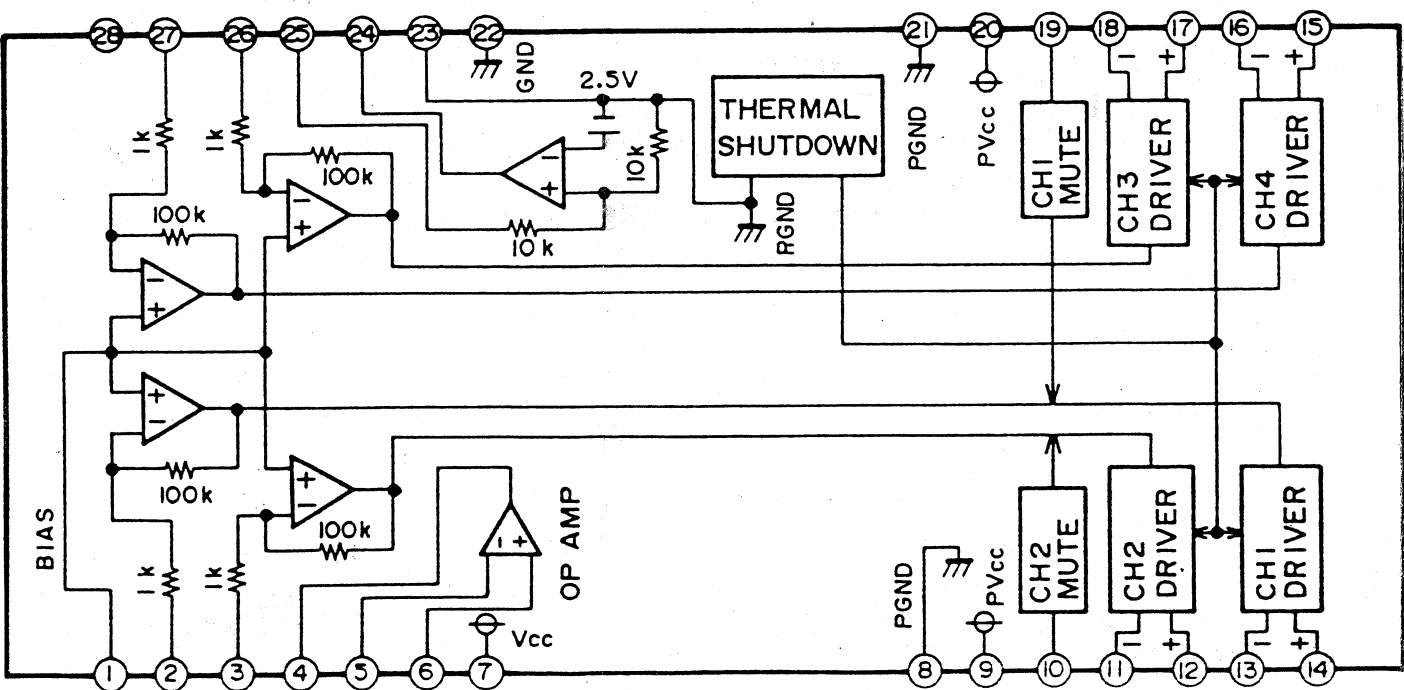 28 27 26 25 24 23 22 21 20 19 18 17 16 15
GND
2.5V
THERMAL
SHUTDOWN
PGND
PVcc
CH1
MUTE
- +
CH3
DRIVER
- +
CH4
DRIVER
1k
1k
100k
-
+
-
+
10k
10k
RGND
100k
-
+
+
-
100k
+
-
100k
BIAS
1k
1k
- +
OP AMP
Vcc
PGND
PVcc
CH2
MUTE
CH2
DRIVER
- +
CH1
DRIVER
- +
1 2 3 4 5 6 7 8 9 10 11 12 13 14